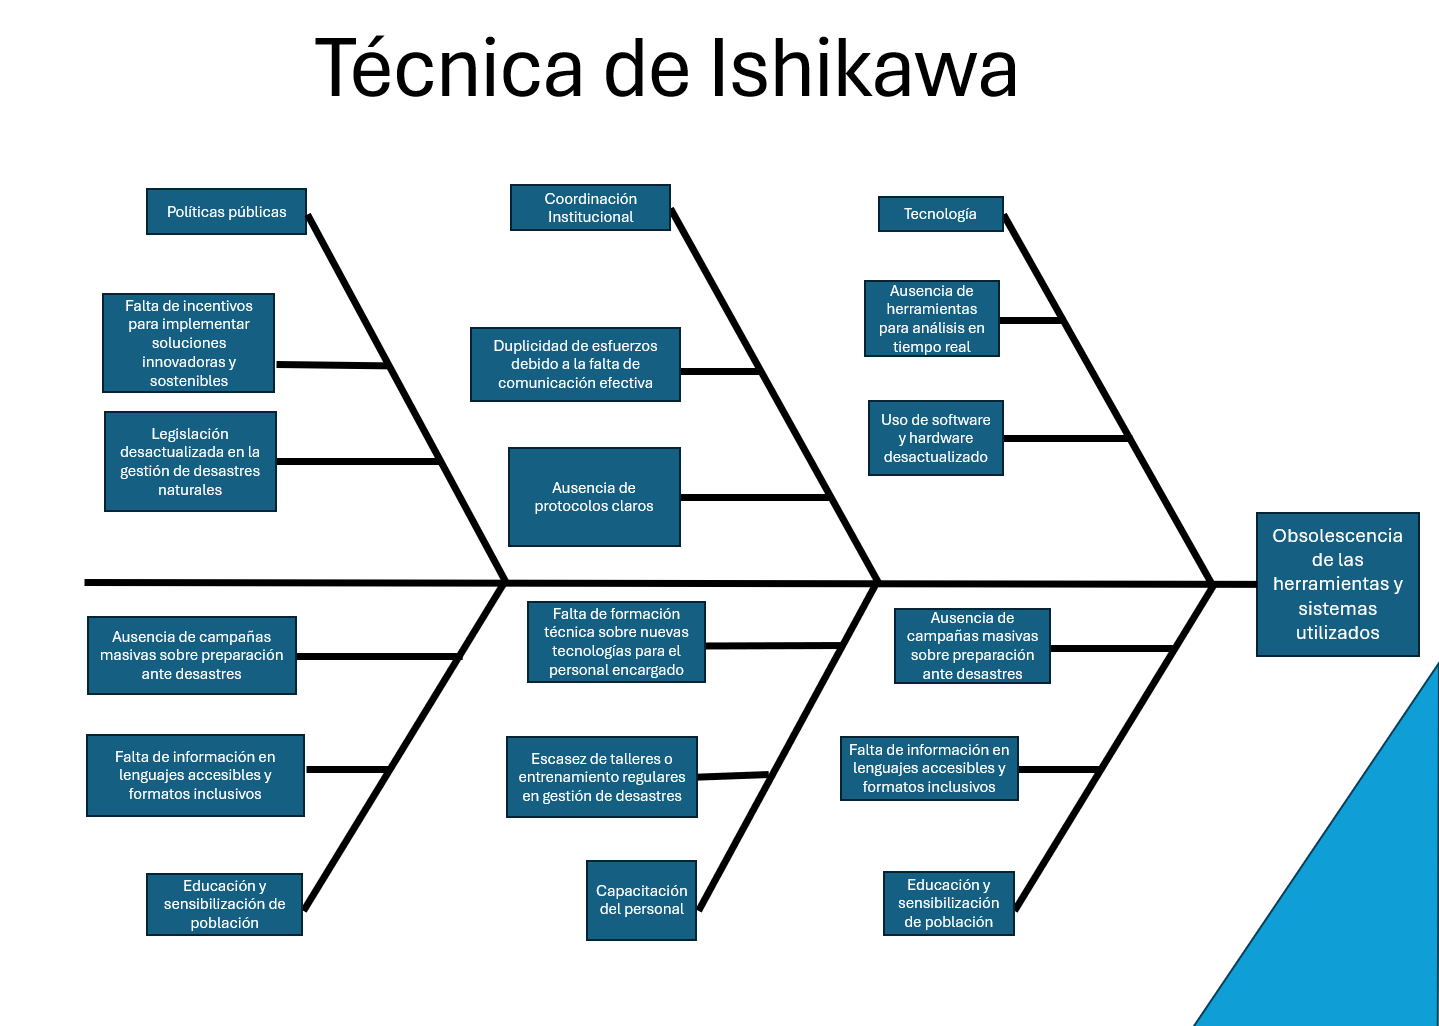 Técnica de Ishikawa
Políticas públicas
Coordinación
Institucional
Tecnología
Falta de incentivos
para implementar
soluciones
innovadoras y
sostenibles
Duplicidad de esfuerzos
debido a la falta de
comunicación efectiva
Ausencia de
herramientas
para análisis en
tiempo real
Legislación
desactualizada en la
gestión de desastres
naturales
Ausencia de
protocolos claros
Uso de software
y hardware
desactualizado
Obsolescencia
de las
herramientas y
sistemas
utilizados
Ausencia de campañas
masivas sobre preparación
ante desastres
Falta de formación
técnica sobre nuevas
tecnologías para el
personal encargado
Ausencia de
campañas masivas
sobre preparación
ante desastres
Falta de información en
lenguajes accesibles y
formatos inclusivos
Escasez de talleres o
entrenamiento regulares
en gestión de desastres
Falta de información en
lenguajes accesibles y
formatos inclusivos
Educación y
sensibilización de
población
Capacitación
del personal
Educación y
sensibilización
de población